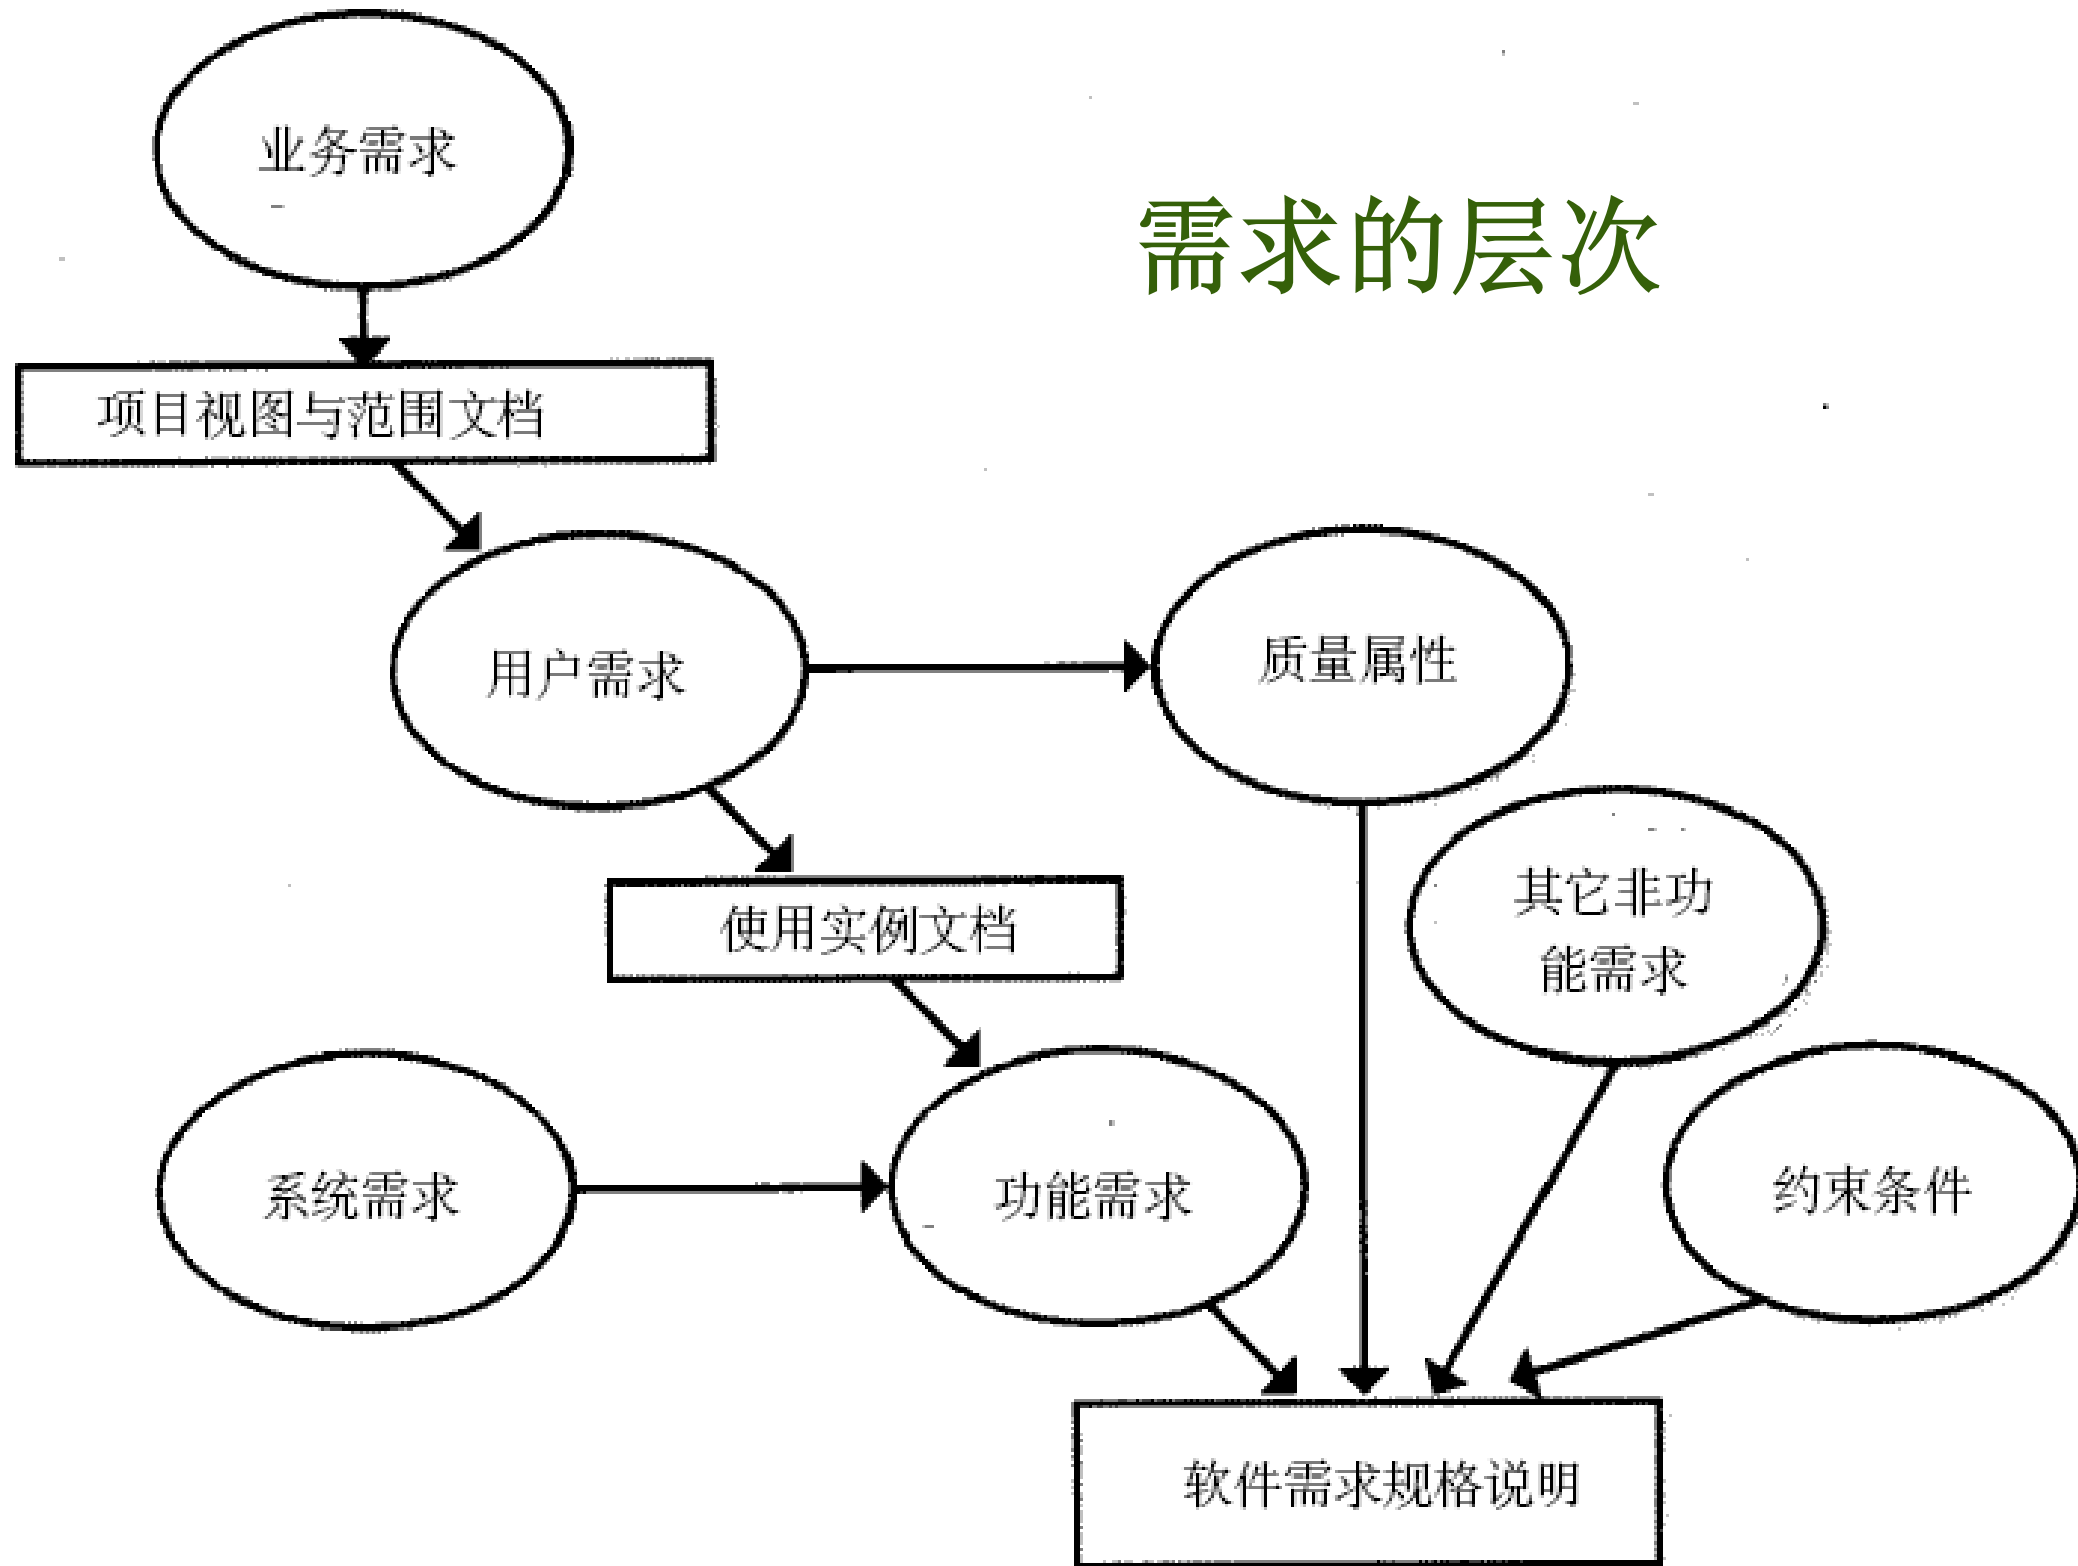 业务需求
需求的层次
项目视图与范围文档
用户需求
质量属性
其它非功
能需求
使用实例文档
系统需求
功能需求
约束条件
软件需求规格说明